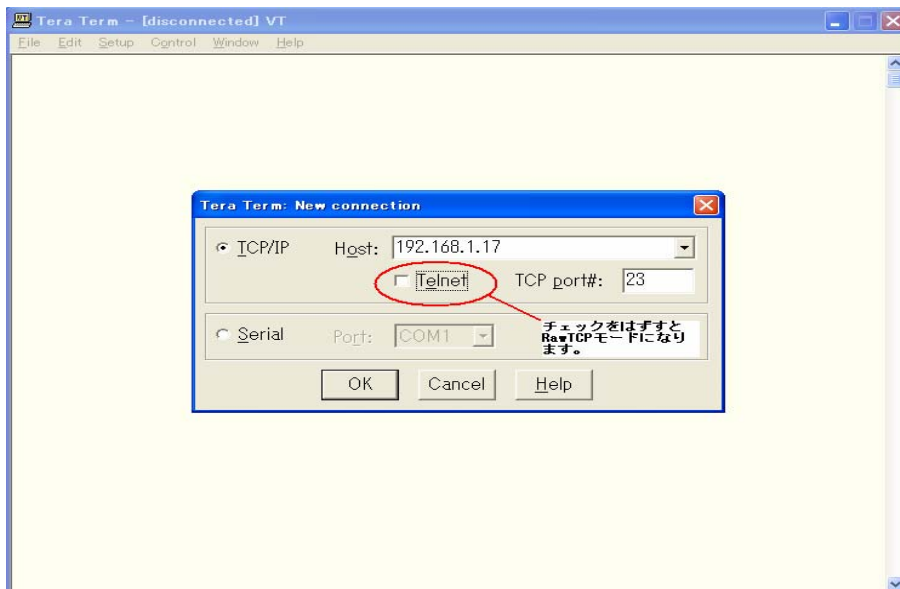 Tera Term - [disconnected] VT
File Edit Setup Control Window Help
Tera Term: New connection
TCP/IP Host: 192.168.1.17
Telnet TCP port#: 23
Serial Port: COM1
チェックをはずすと
RawTCPモードになり
ます。
OK Cancel Help